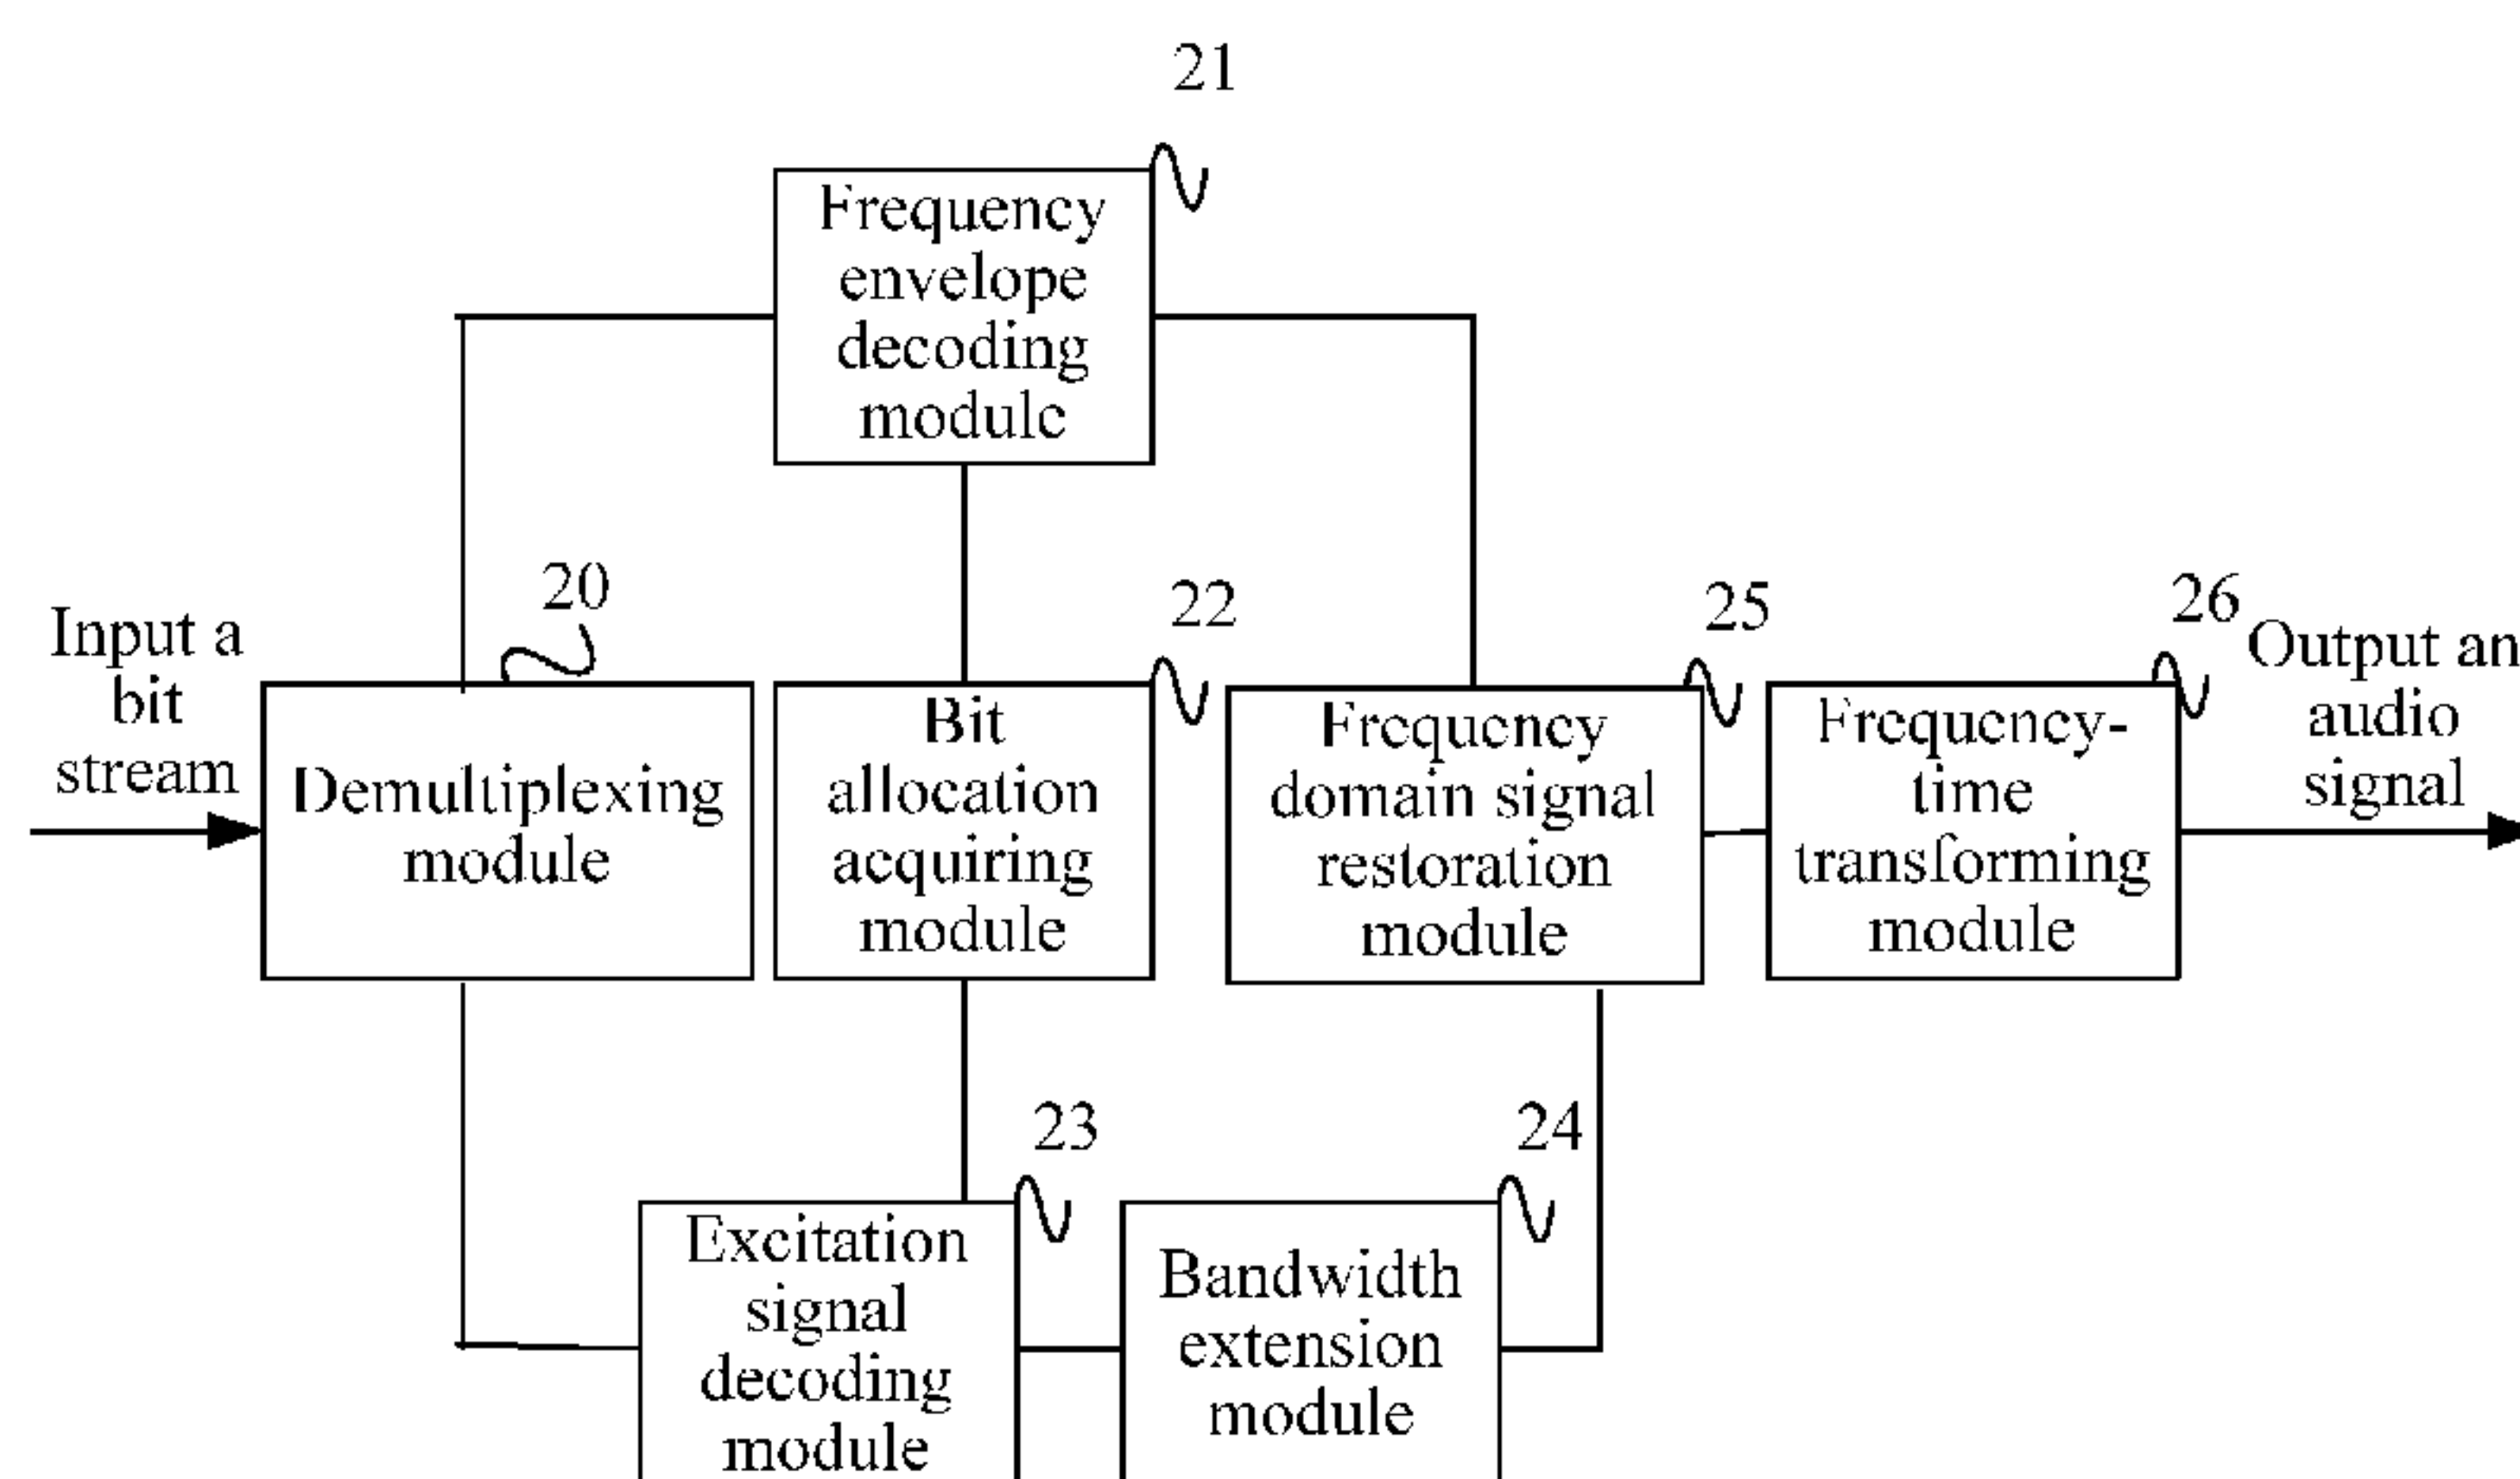 21
Frequency
envelope
decoding
module
20
22
25
26
Input a
bit
stream
Demultiplexing
module
Bit
allocation
acquiring
module
Frequency
domain signal
restoration
module
Frequency-
time
transforming
module
Output an
audio
signal
23
24
Excitation
signal
decoding
module
Bandwidth
extension
module